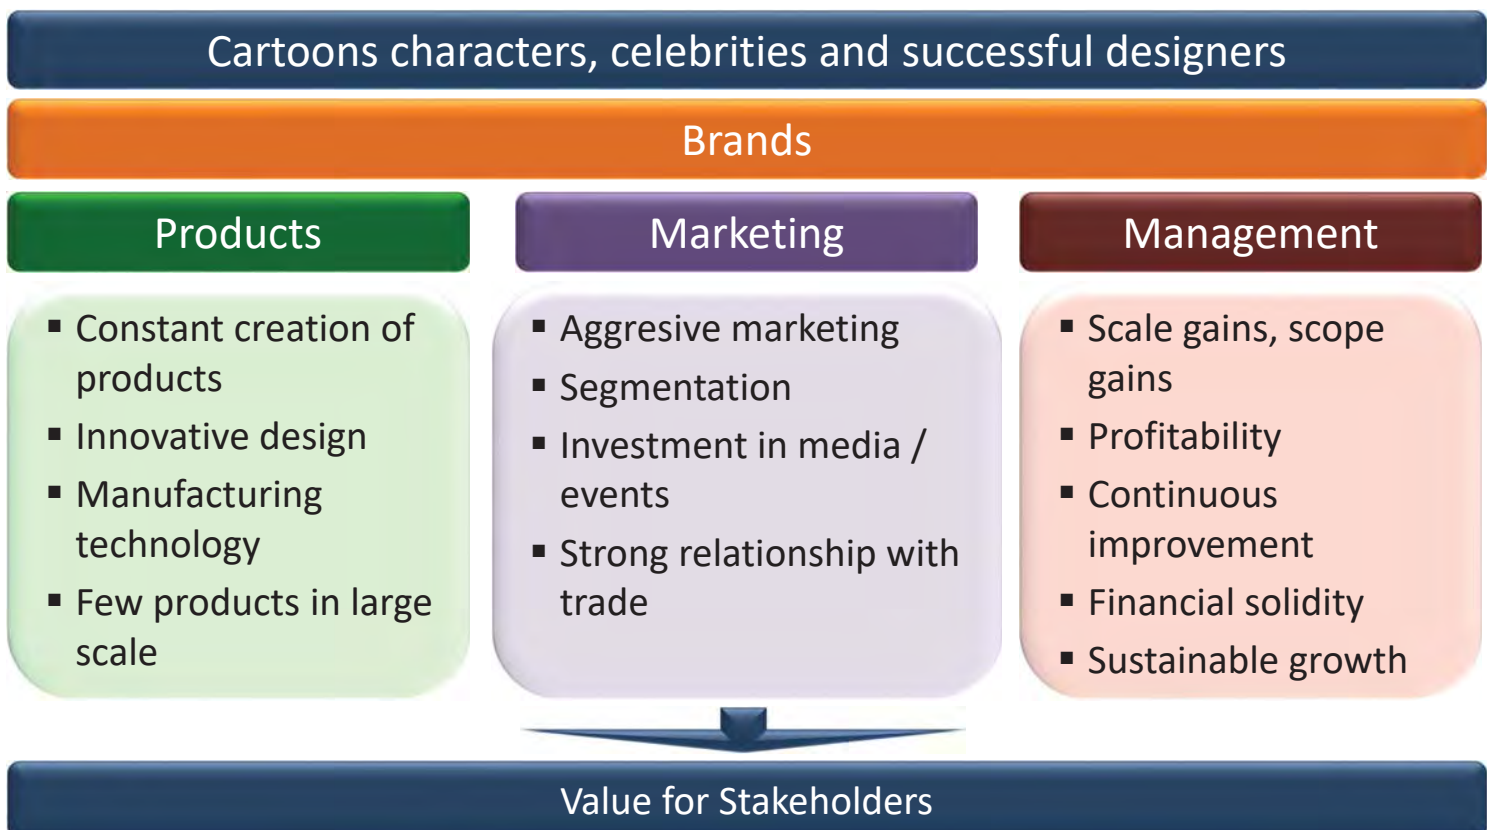 Cartoons characters, celebrities and successful designers
Brands
Products
▪ Constant creation of
products
▪ Innovative design
▪ Manufacturing
technology
▪ Few products in large
scale
Marketing
▪ Aggresive marketing
▪ Segmentation
▪ Investment in media /
events
▪ Strong relationship with
trade
Management
▪ Scale gains, scope
gains
▪ Profitability
▪ Continuous
improvement
▪ Financial solidity
▪ Sustainable growth
Value for Stakeholders